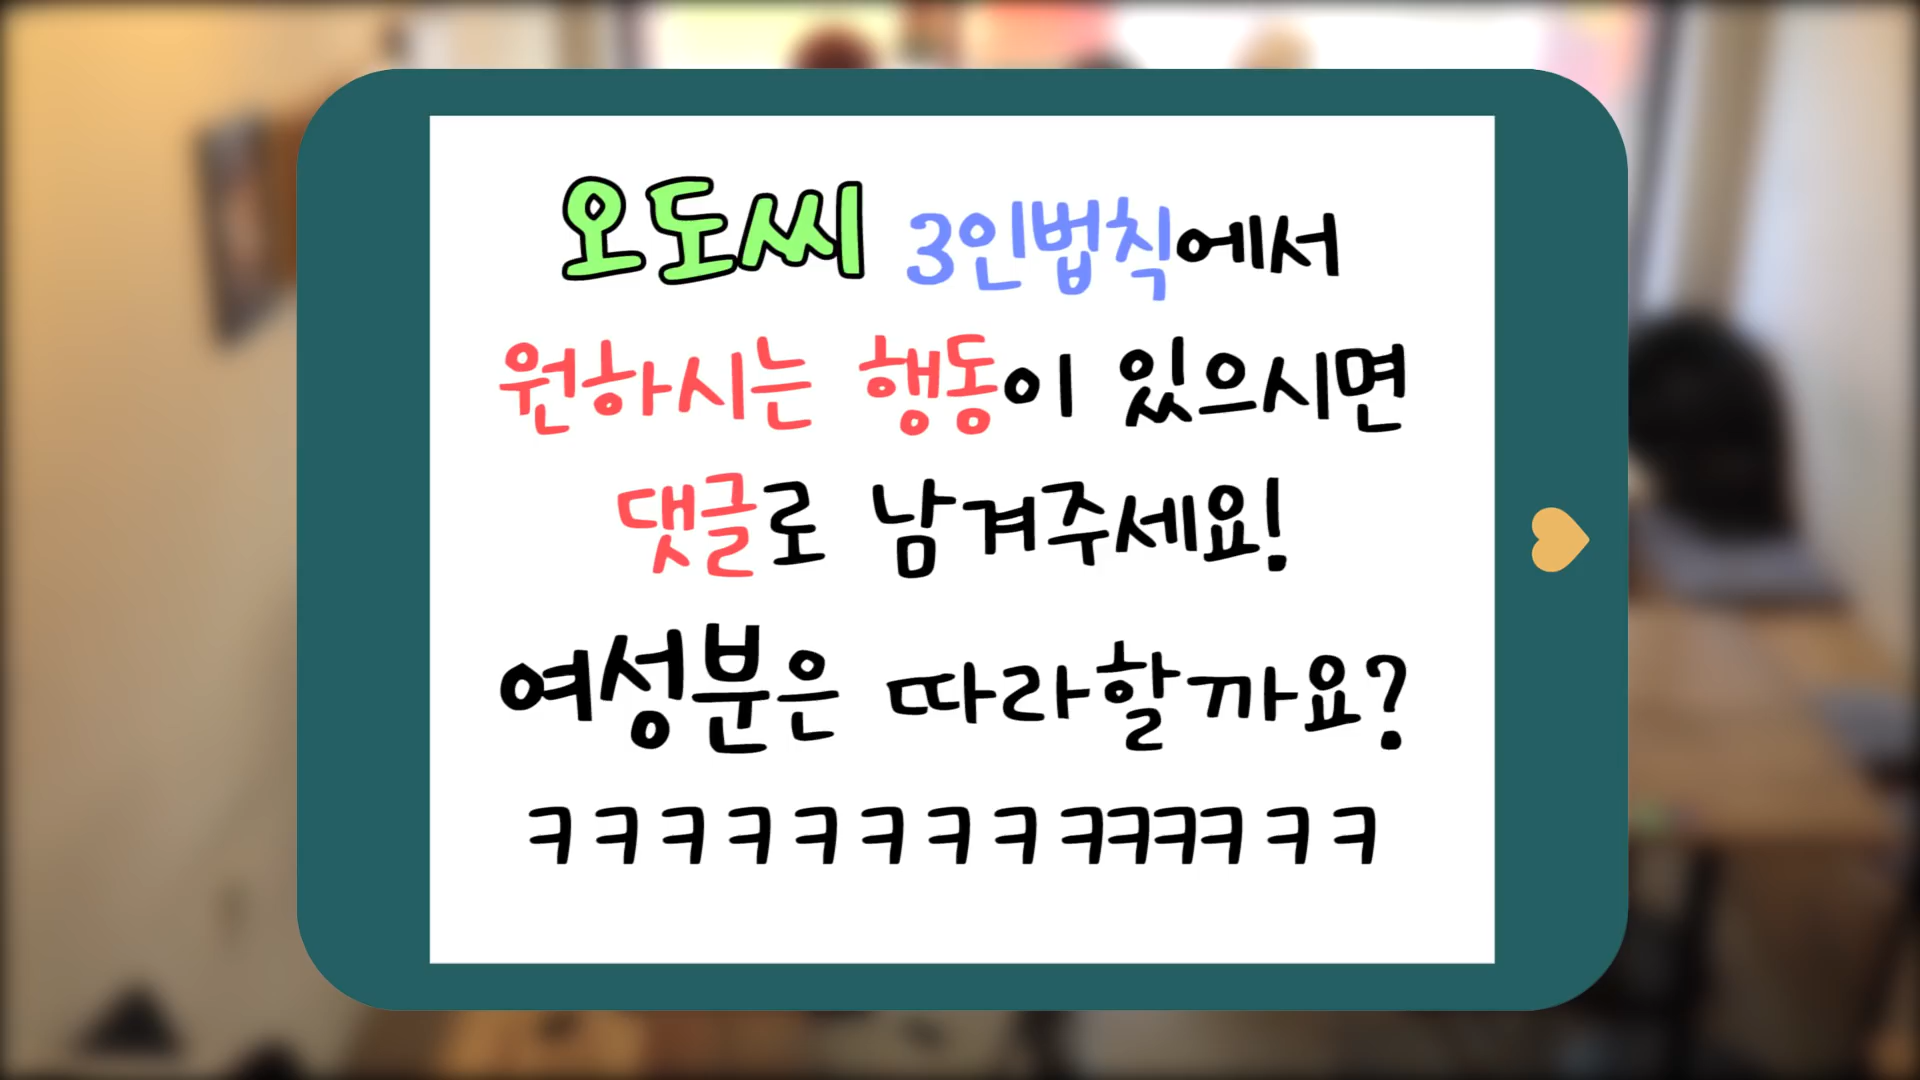 오도씨 3인법칙에서
원하시는 행동이 있으시면
댓글로 남겨주세요!
여성분은 따라할까요?
ㅋㅋㅋㅋㅋㅋㅋㅋㅋㅋㅋㅋㅋㅋ